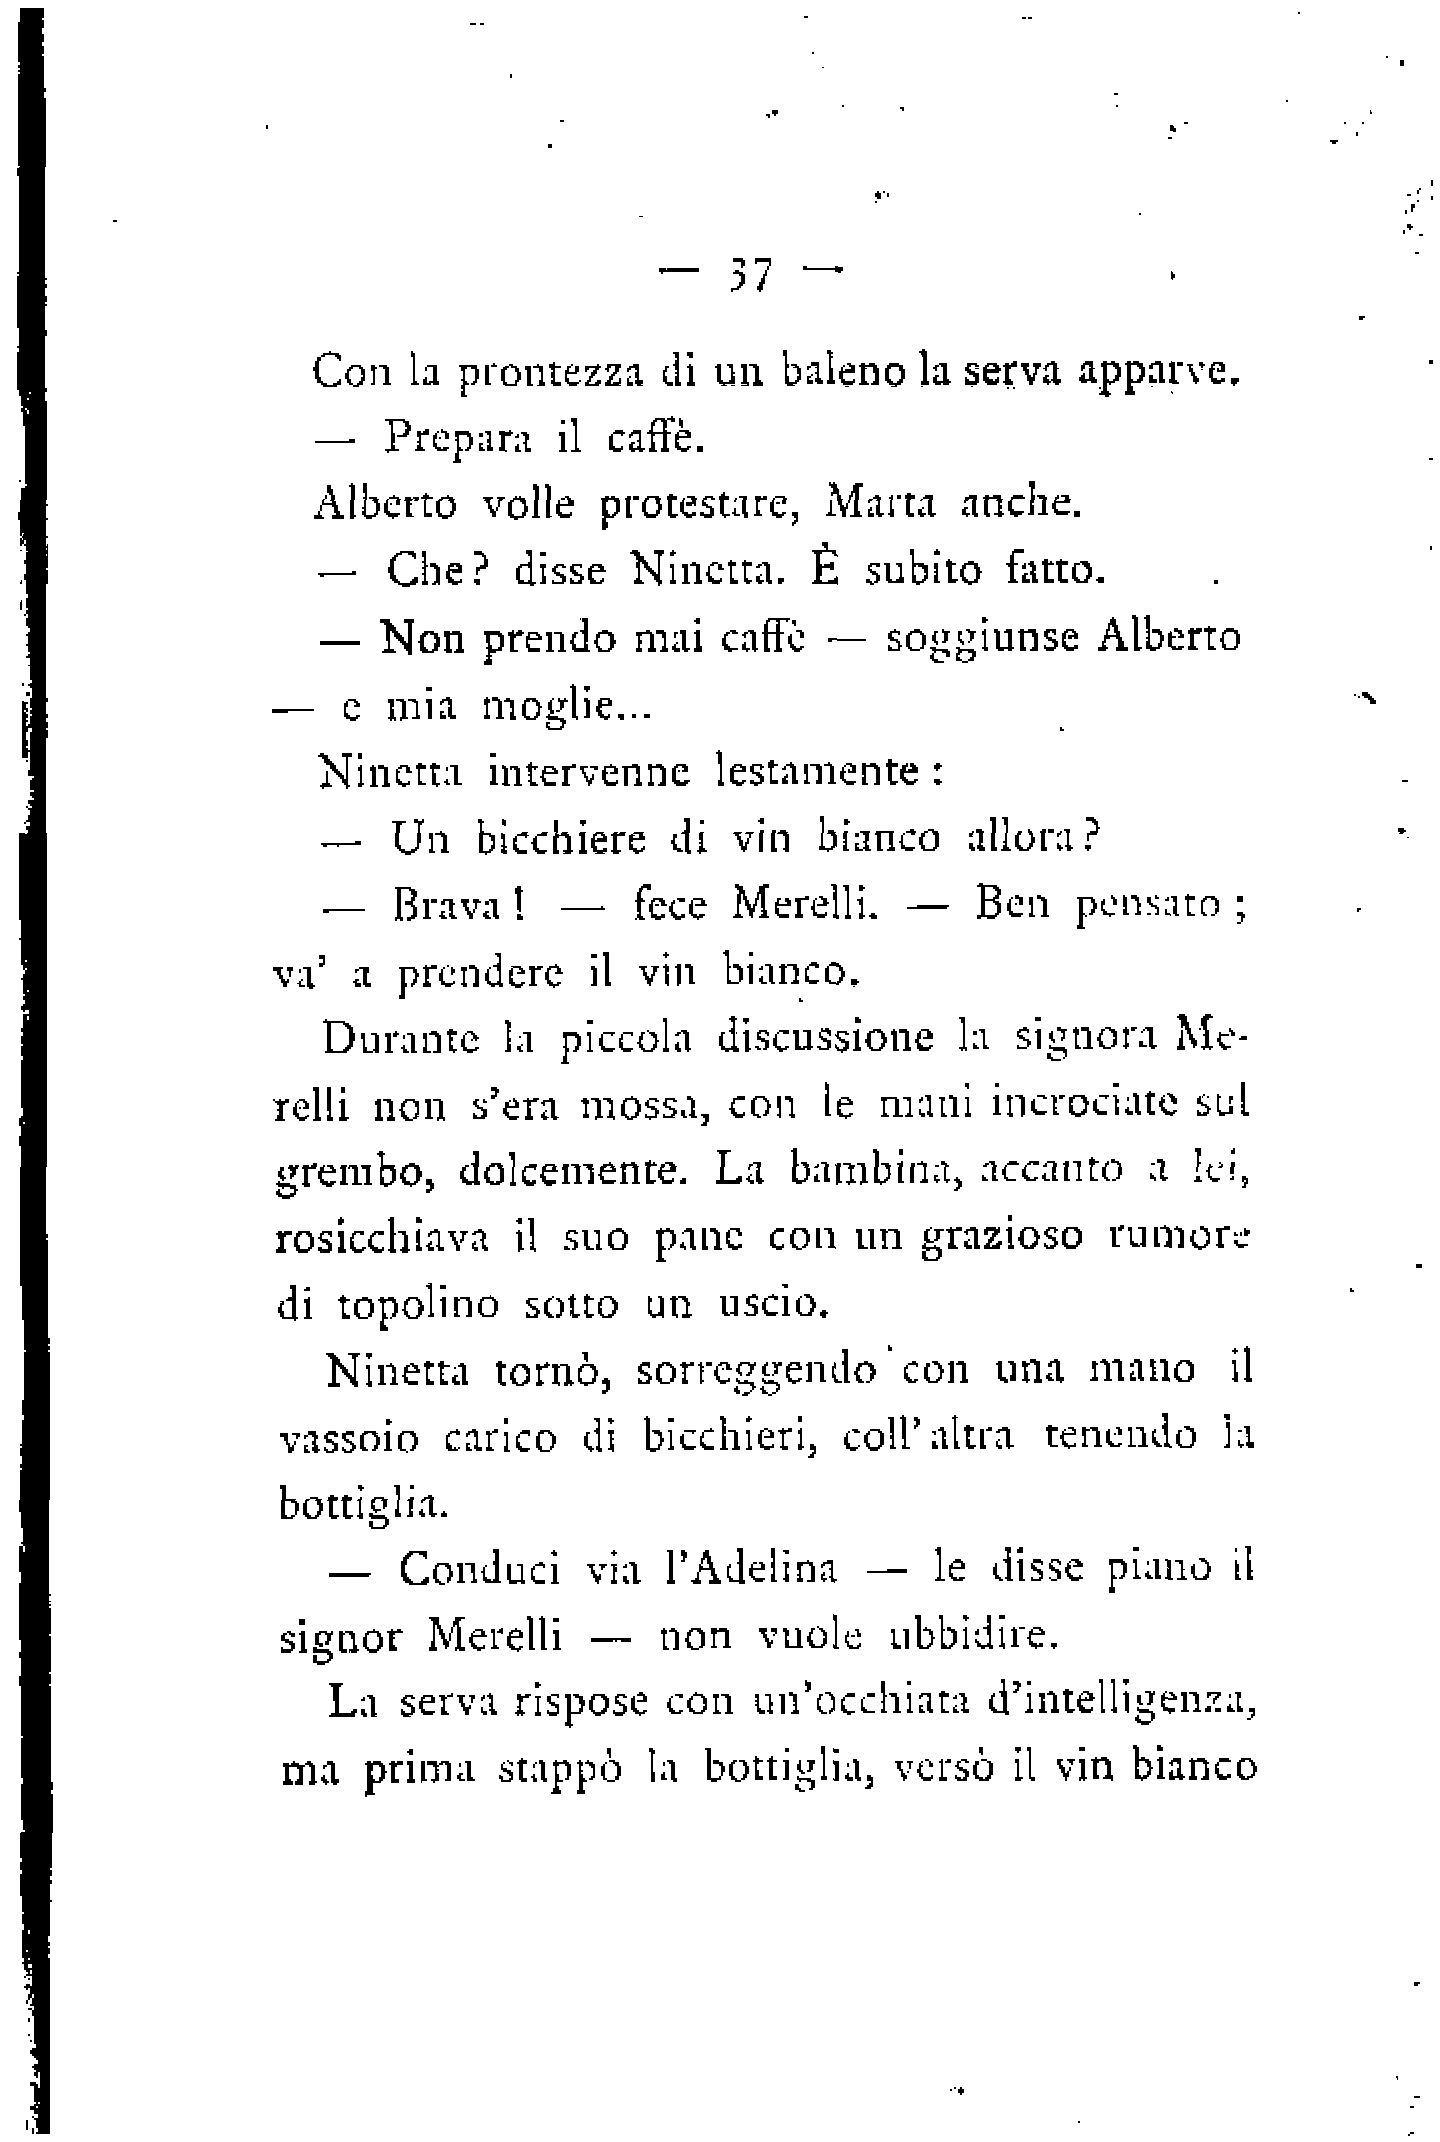 — 37 —
Con la prontezza di un baleno la serva apparve.
— Prepara il caffè.
Alberto volle protestare, Marta anche.
— Che? disse Ninetta. È subito fatto.
— Non prendo mai caffè — soggiunse Alberto
— e mia moglie...
Ninetta intervenne lestamente :
— Un bicchiere di vin bianco allora?
— Brava ! — fece Merelli. — Ben pensato ;
va' a prendere il vin bianco.
Durante la piccola discussione la signora Me-
relli non s'era mossa, con le mani incrociate sul
grembo, dolcemente. La bambina, accanto a lei,
rosicchiava il suo pane con un grazioso rumore
di topolino sotto un uscio.
Ninetta tornò, sorreggendo con una mano il
vassoio carico di bicchieri, coll'altra tenendo la
bottiglia.
— Conduci via l'Adelina — le disse piano il
signor Merelli — non vuole ubbidire.
La serva rispose con un'occhiata d'intelligenza,
ma prima stappò la bottiglia, versò il vin bianco